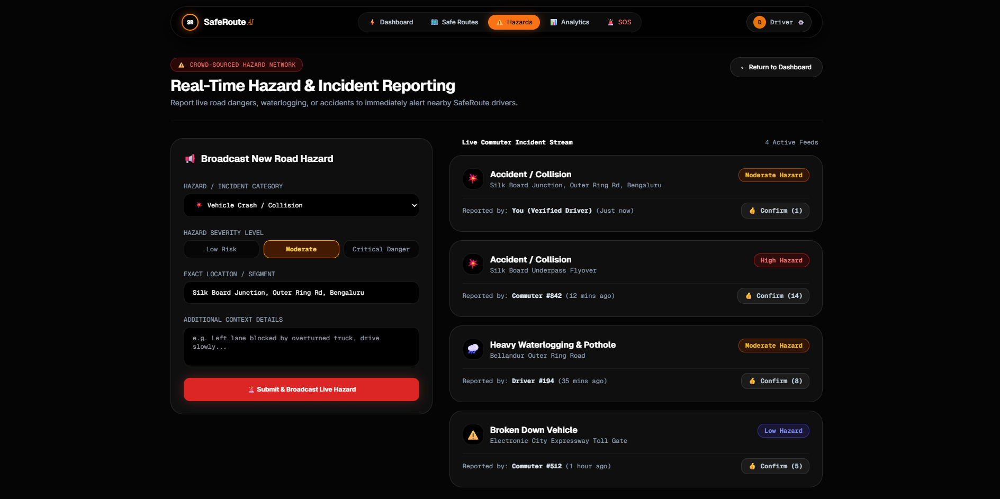 SR SafeRoute AI
Dashboard Safe Routes Hazards Analytics SOS
D Driver
CROWD-SOURCED HAZARD NETWORK
← Return to Dashboard
Real-Time Hazard & Incident Reporting
Report live road dangers, waterlogging, or accidents to immediately alert nearby SafeRoute drivers.
Broadcast New Road Hazard
HAZARD / INCIDENT CATEGORY
Vehicle Crash / Collision
HAZARD SEVERITY LEVEL
Low Risk Moderate Critical Danger
EXACT LOCATION / SEGMENT
Silk Board Junction, Outer Ring Rd, Bengaluru
ADDITIONAL CONTEXT DETAILS
e.g. Left lane blocked by overturned truck, drive
slowly...
Submit & Broadcast Live Hazard
Live Commuter Incident Stream 4 Active Feeds
Accident / Collision Moderate Hazard
Silk Board Junction, Outer Ring Rd, Bengaluru
Reported by: You (Verified Driver) (Just now) Confirm (1)
Accident / Collision High Hazard
Silk Board Underpass Flyover
Reported by: Commuter #842 (12 mins ago) Confirm (14)
Heavy Waterlogging & Pothole Moderate Hazard
Bellandur Outer Ring Road
Reported by: Driver #194 (35 mins ago) Confirm (8)
Broken Down Vehicle Low Hazard
Electronic City Expressway Toll Gate
Reported by: Commuter #512 (1 hour ago) Confirm (5)